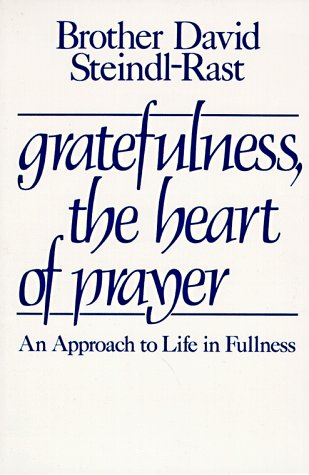 Brother David
Steindl-Rast
gratefulness,
the heart
of prayer
An Approach to Life in Fullness